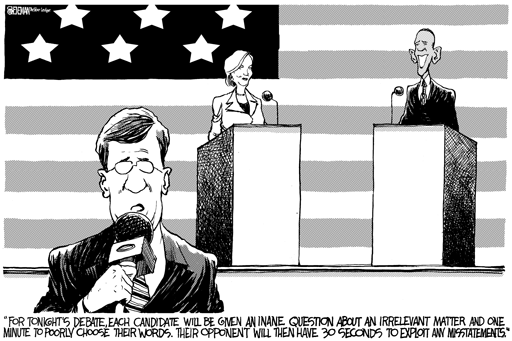 "FOR TONIGHT'S DEBATE, EACH CANDIDATE WILL BE GIVEN AN INANE QUESTION ABOUT AN IRRELEVANT MATTER AND ONE
MINUTE TO POORLY CHOOSE THEIR WORDS. THEIR OPPONENT WILL THEN HAVE 30 SECONDS TO EXPLOIT ANY MISSTATEMENTS."